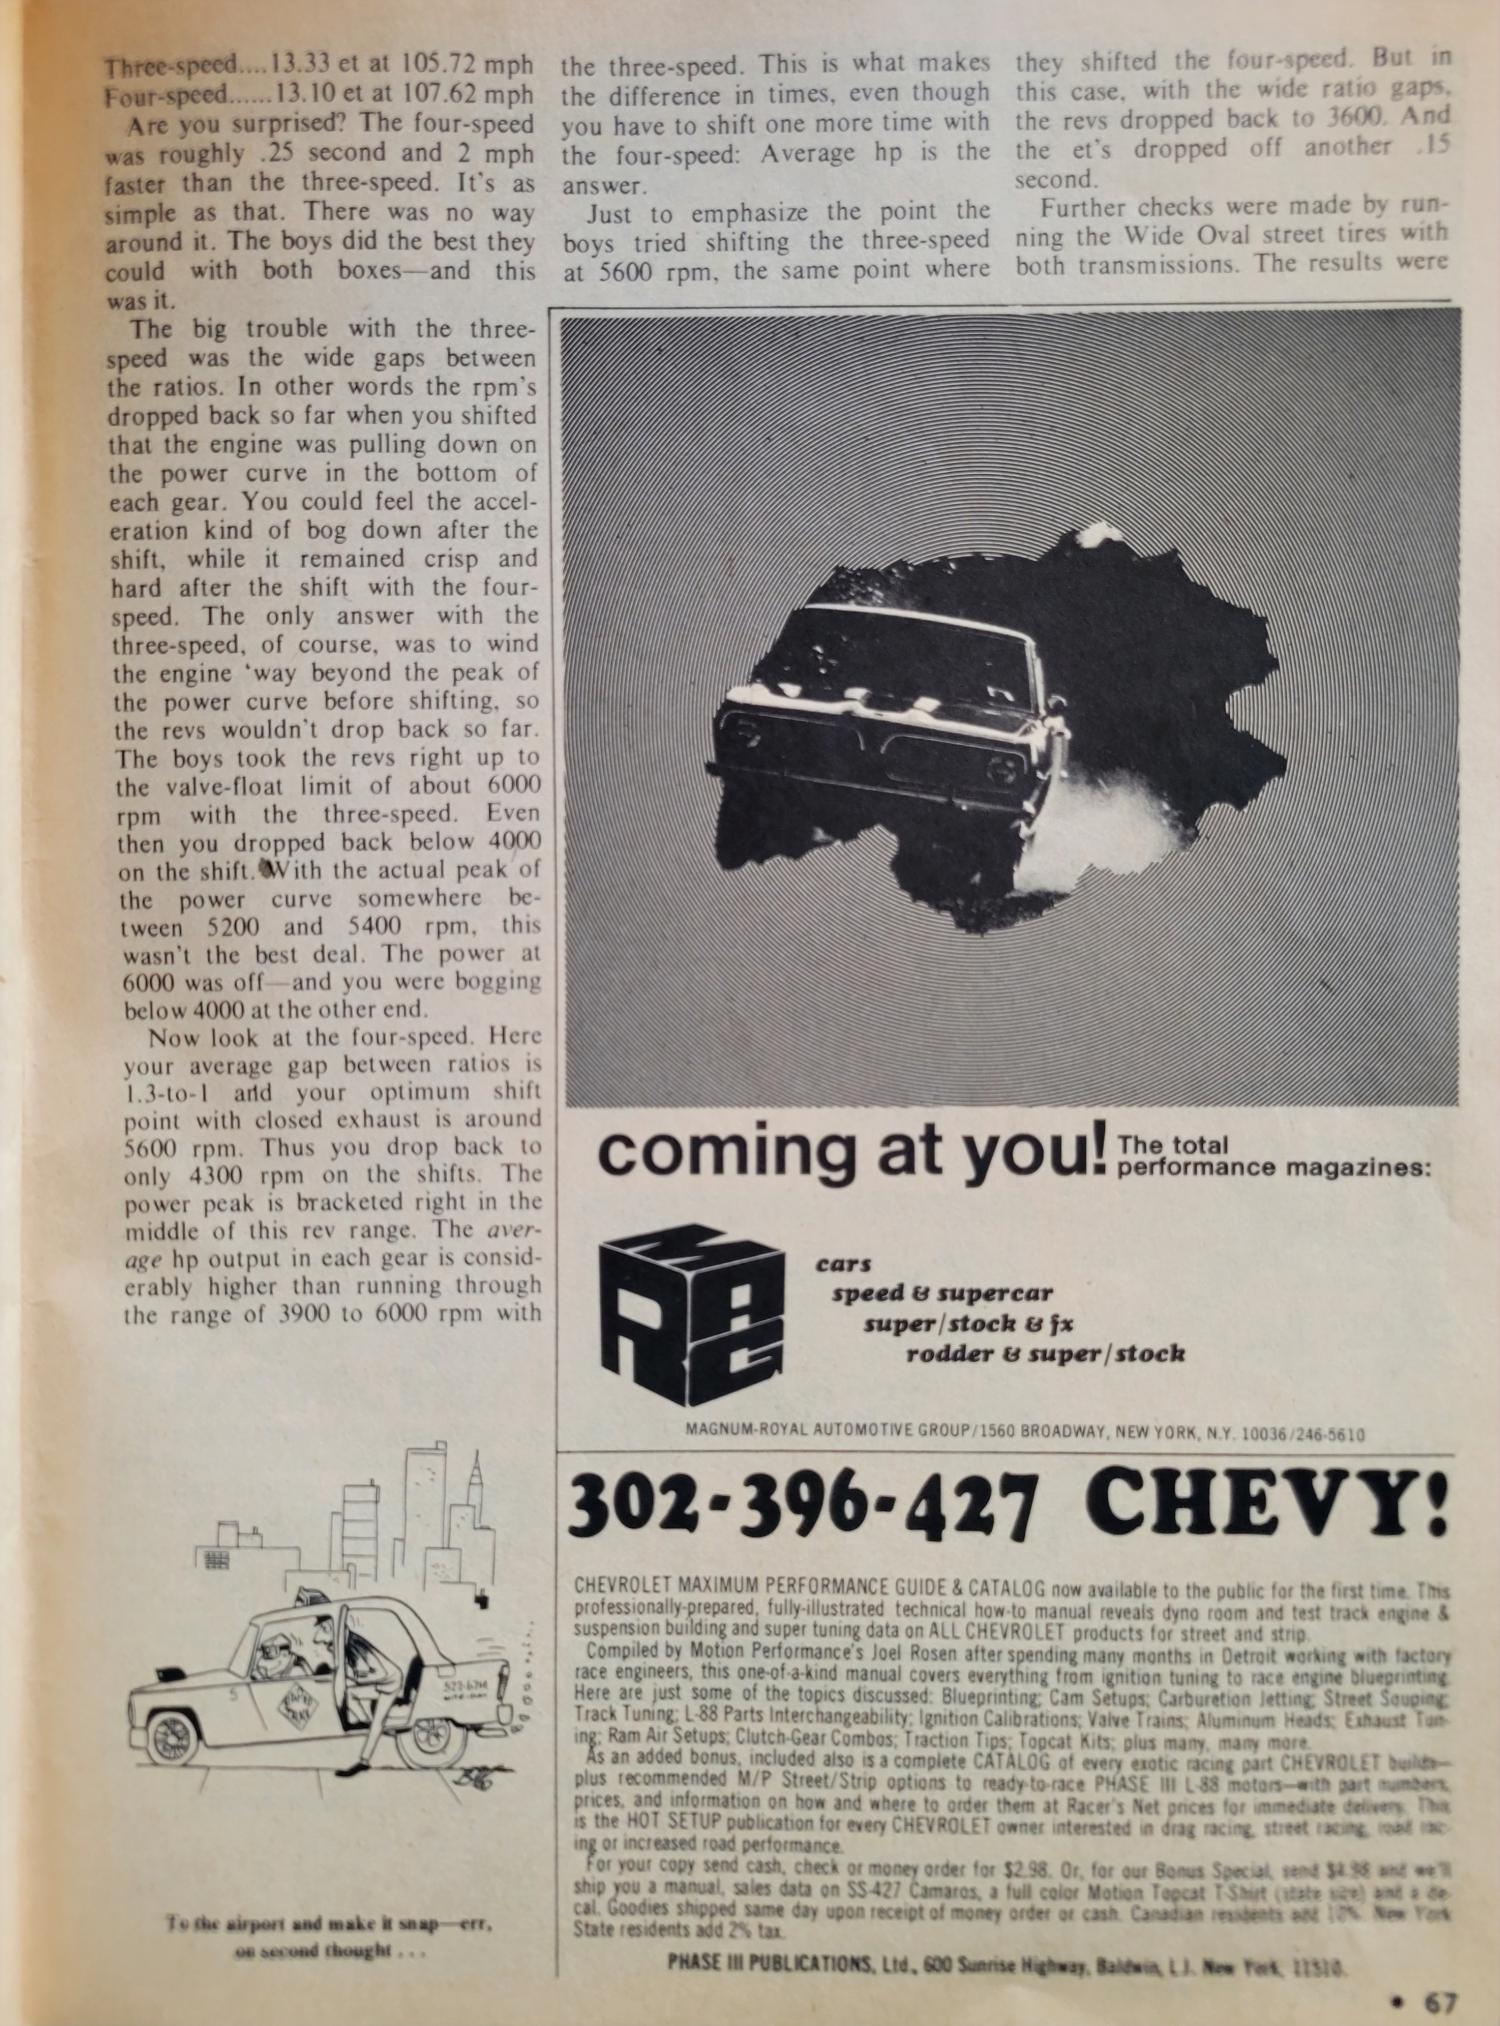 Three-speed....13.33 et at 105.72 mph
Four-speed......13.10 et at 107.62 mph
Are you surprised? The four-speed
was roughly .25 second and 2 mph
faster than the three-speed. It's as
simple as that. There was no way
around it. The boys did the best they
could with both boxes—and this
was it.
The big trouble with the three-
speed was the wide gaps between
the ratios. In other words the rpm's
dropped back so far when you shifted
that the engine was pulling down on
the power curve in the bottom of
each gear. You could feel the accel-
eration kind of bog down after the
shift, while it remained crisp and
hard after the shift with the four-
speed. The only answer with the
three-speed, of course, was to wind
the engine 'way beyond the peak of
the power curve before shifting, so
the revs wouldn't drop back so far.
The boys took the revs right up to
the valve-float limit of about 6000
rpm with the three-speed. Even
then you dropped back below 4000
on the shift. With the actual peak of
the power curve somewhere be-
tween 5200 and 5400 rpm, this
wasn't the best deal. The power at
6000 was off—and you were bogging
below 4000 at the other end.
Now look at the four-speed. Here
your average gap between ratios is
1.3-to-1 and your optimum shift
point with closed exhaust is around
5600 rpm. Thus you drop back to
only 4300 rpm on the shifts. The
power peak is bracketed right in the
middle of this rev range. The aver-
age hp output in each gear is consid-
erably higher than running through
the range of 3900 to 6000 rpm with
the three-speed. This is what makes
the difference in times, even though
you have to shift one more time with
the four-speed: Average hp is the
answer.
Just to emphasize the point the
boys tried shifting the three-speed
at 5600 rpm, the same point where
they shifted the four-speed. But in
this case, with the wide ratio gaps,
the revs dropped back to 3600. And
the et's dropped off another .15
second.
Further checks were made by run-
ning the Wide Oval street tires with
both transmissions. The results were
coming at you! The total
performance magazines:
MRAG
cars
speed & supercar
super/stock & fx
rodder & super/stock
MAGNUM-ROYAL AUTOMOTIVE GROUP/1560 BROADWAY, NEW YORK, N.Y. 10036/246-5610
302-396-427 CHEVY!
CHEVROLET MAXIMUM PERFORMANCE GUIDE & CATALOG now available to the public for the first time. This
professionally-prepared, fully-illustrated technical how-to manual reveals dyno room and test track engine &
suspension building and super tuning data on ALL CHEVROLET products for street and strip.
Compiled by Motion Performance's Joel Rosen after spending many months in Detroit working with factory
race engineers, this one-of-a-kind manual covers everything from ignition tuning to race engine blueprinting.
Here are just some of the topics discussed: Blueprinting; Cam Setups; Carburetion Jetting; Street Souping;
Track Tuning; L-88 Parts Interchangeability; Ignition Calibrations; Valve Trains; Aluminum Heads; Exhaust Tun-
ing; Ram Air Setups; Clutch-Gear Combos; Traction Tips; Topcat Kits; plus many, many more.
As an added bonus, included also is a complete CATALOG of every exotic racing part CHEVROLET builds—
plus recommended M/P Street/Strip options to ready-to-race PHASE III L-88 motors—with part numbers,
prices, and information on how and where to order them at Racer's Net prices for immediate delivery. This
is the HOT SETUP publication for every CHEVROLET owner interested in drag racing, street racing, road rac-
ing or increased road performance.
For your copy send cash, check or money order for $2.98. Or, for our Bonus Special, send $4.98 and we'll
ship you a manual, sales data on SS-427 Camaros, a full color Motion Topcat T-Shirt (state size) and a de-
cal. Goodies shipped same day upon receipt of money order or cash. Canadian residents add 10%. New York
State residents add 2% tax.
PHASE III PUBLICATIONS, Ltd., 600 Sunrise Highway, Baldwin, L.I. New York, 11510.
To the airport and make it snap—err,
on second thought . . .
• 67